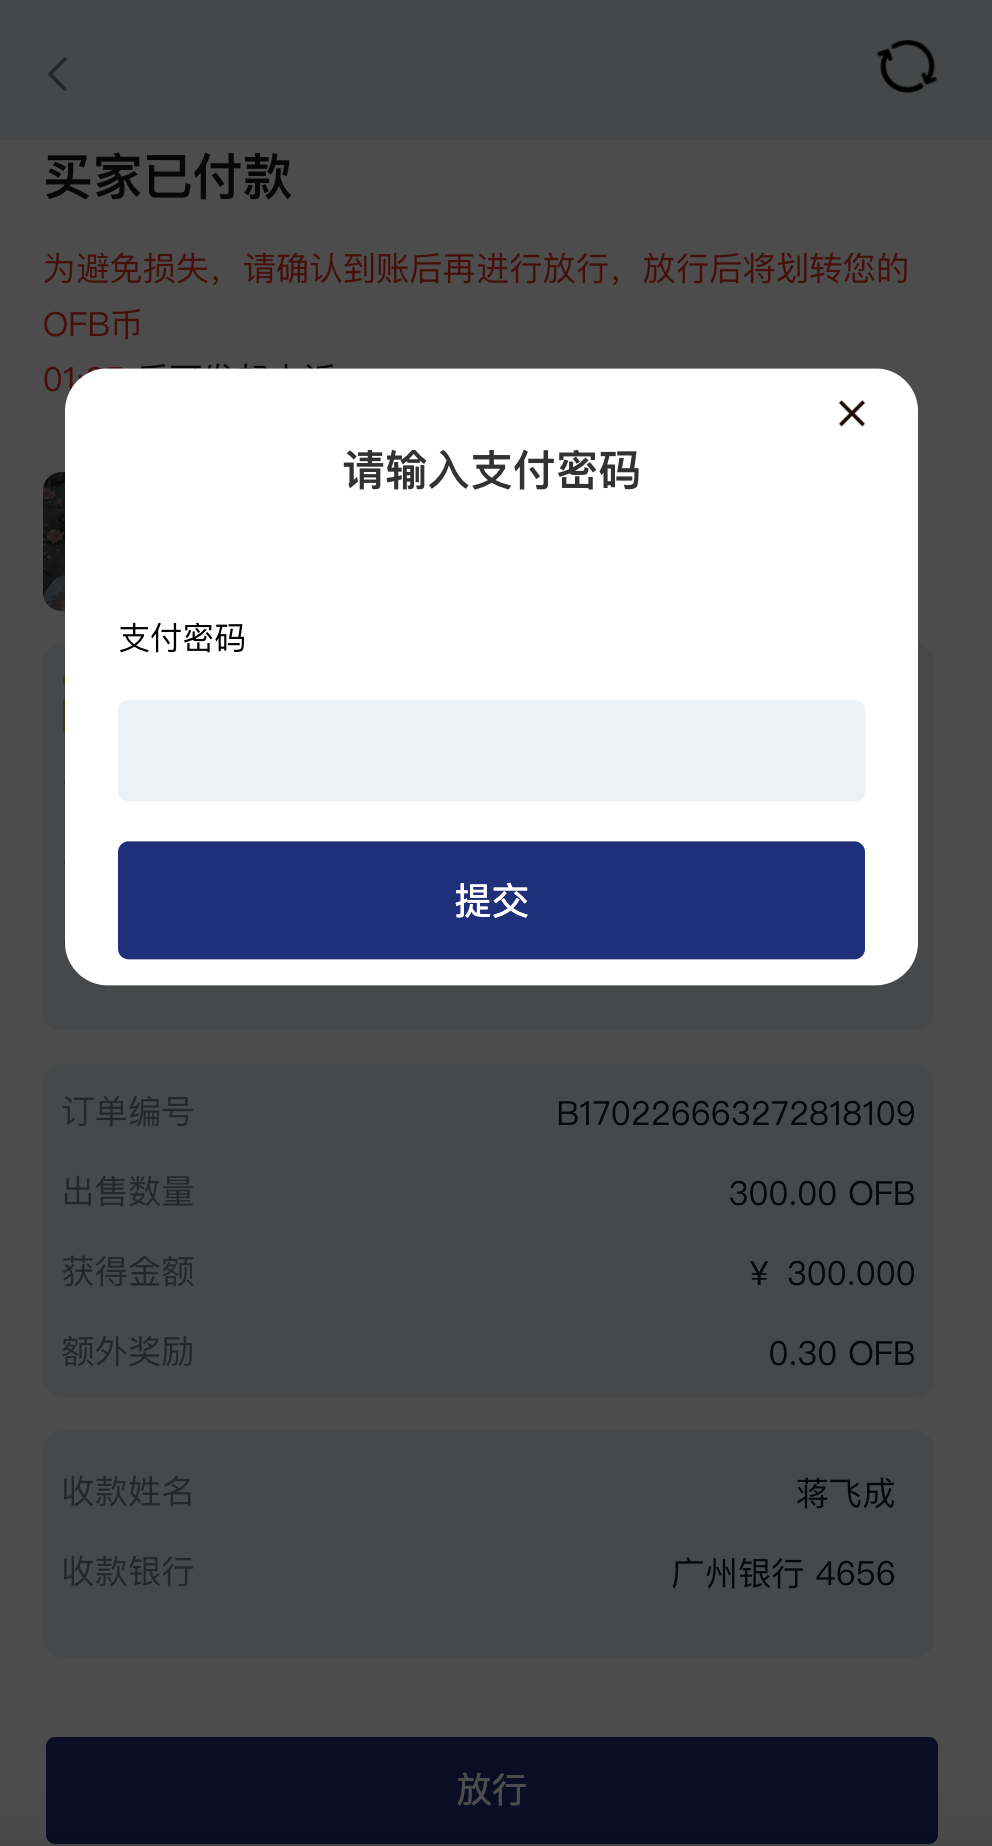 买家已付款
为避免损失，请确认到账后再进行放行，放行后将划转您的
OFB币
请输入支付密码
支付密码
提交
订单编号 B170226663272818109
出售数量 300.00 OFB
获得金额 ¥ 300.000
额外奖励 0.30 OFB
收款姓名 蒋飞成
收款银行 广州银行 4656
放行